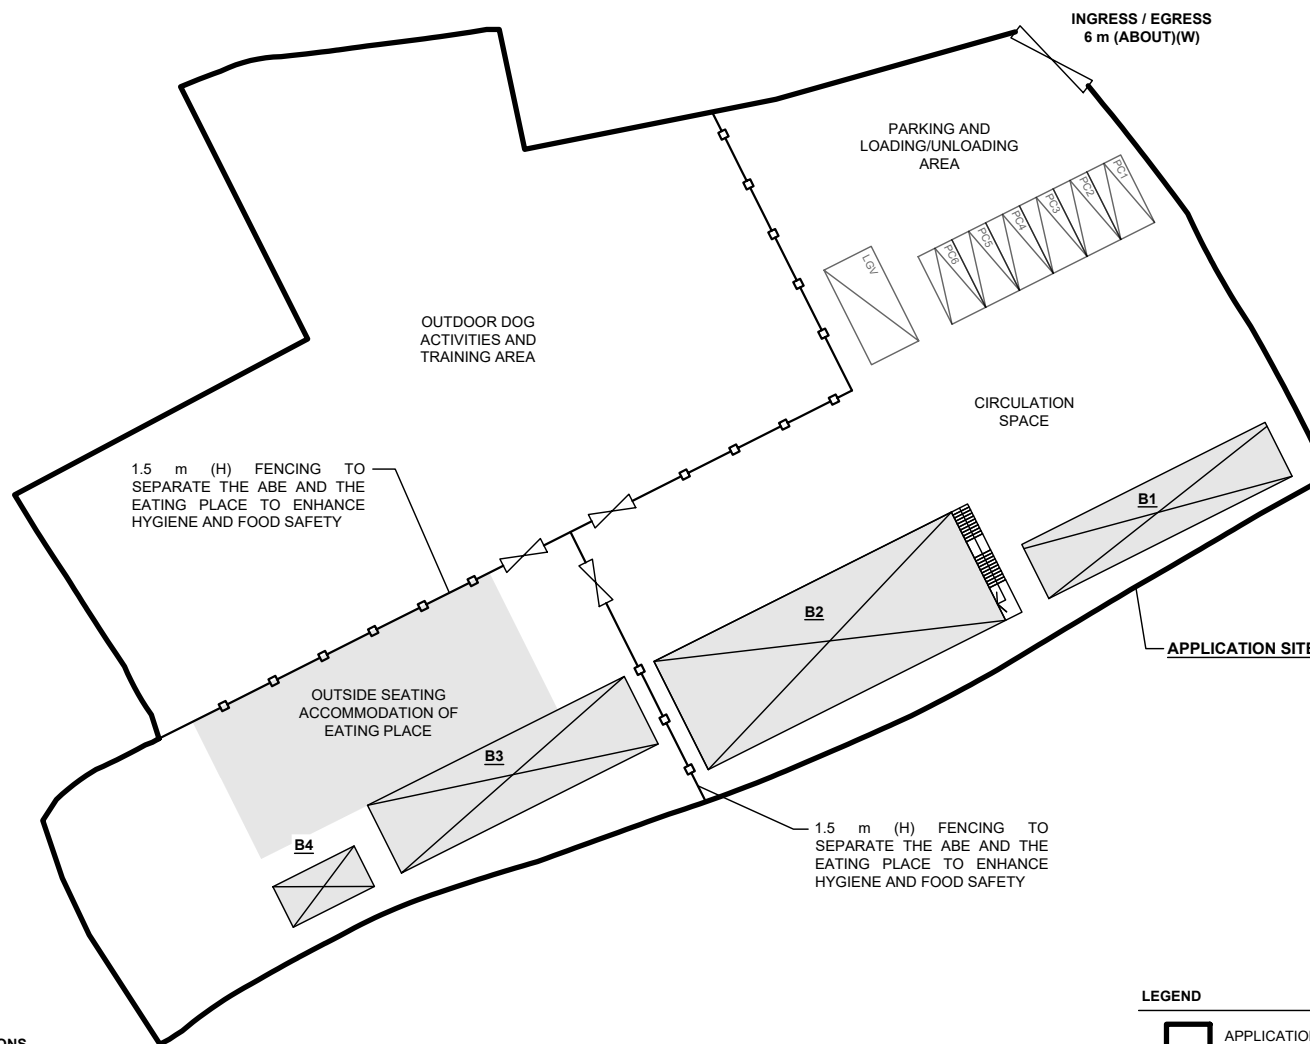 INGRESS / EGRESS
6 m (ABOUT)(W)
PARKING AND
LOADING/UNLOADING
AREA
PC1
PC2
PC3
PC4
PC5
PC6
LGV
OUTDOOR DOG
ACTIVITIES AND
TRAINING AREA
CIRCULATION
SPACE
1.5 m (H) FENCING TO
SEPARATE THE ABE AND THE
EATING PLACE TO ENHANCE
HYGIENE AND FOOD SAFETY
B1
B2
APPLICATION SITE
OUTSIDE SEATING
ACCOMMODATION OF
EATING PLACE
B3
B4
1.5 m (H) FENCING TO
SEPARATE THE ABE AND THE
EATING PLACE TO ENHANCE
HYGIENE AND FOOD SAFETY
LEGEND
APPLICATION